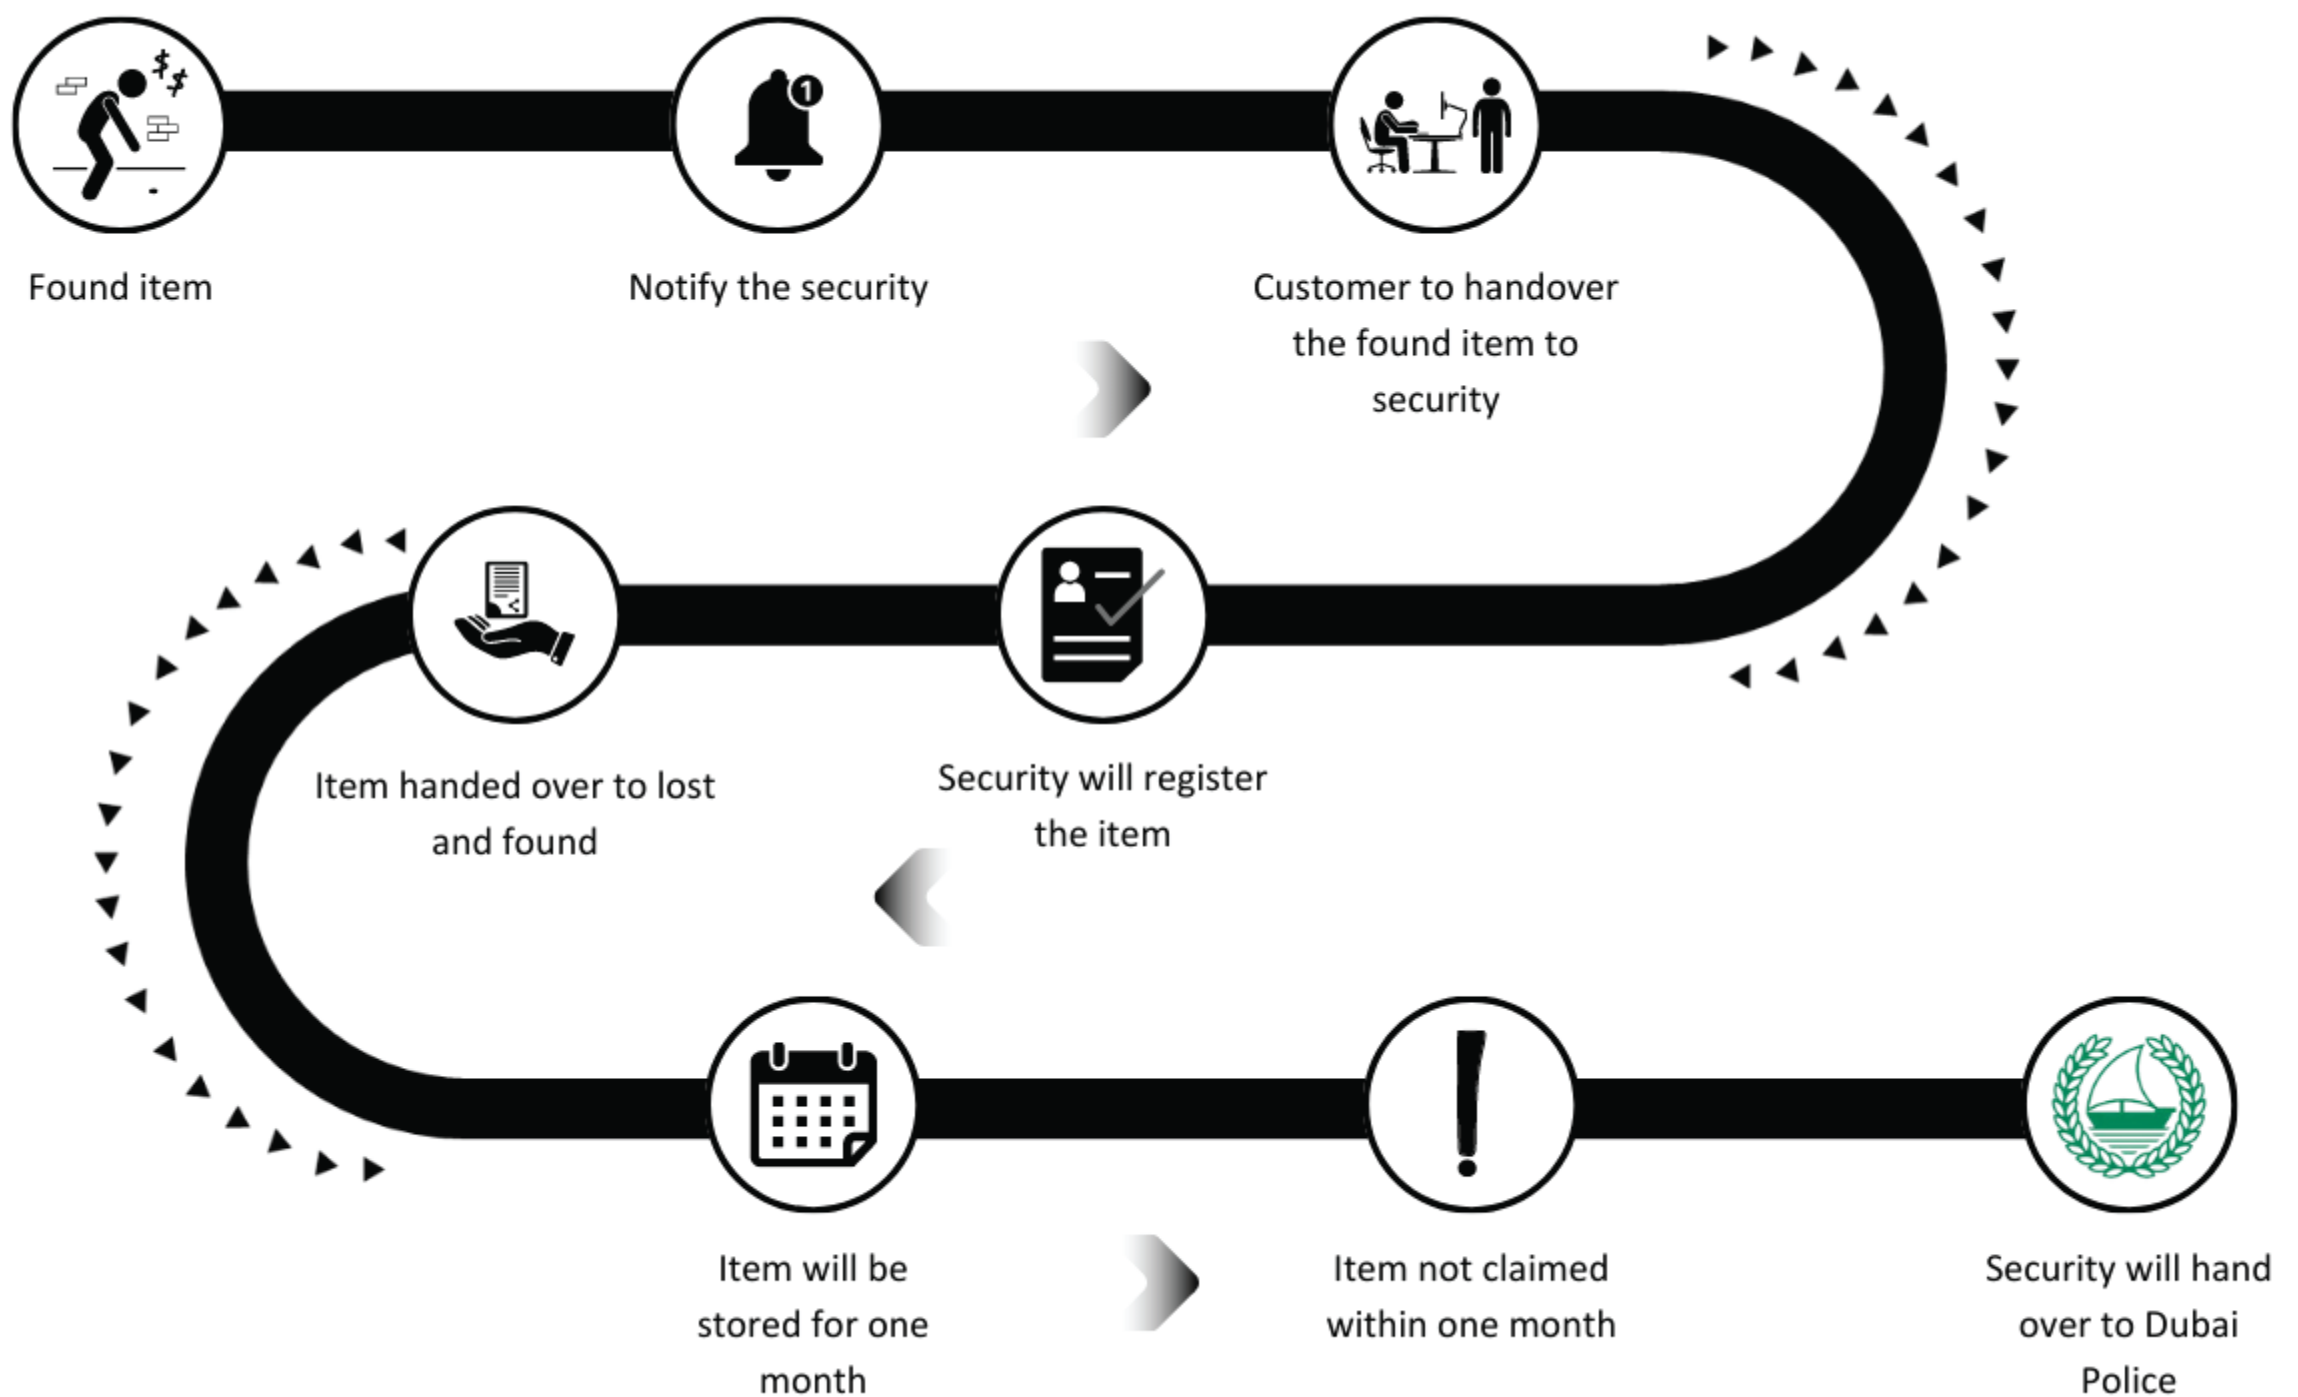 $$
1
Found item
Notify the security
Customer to handover
the found item to
security
Security will register
the item
Item handed over to lost
and found
Item will be
stored for one
month
!
Item not claimed
within one month
Security will hand
over to Dubai
Police